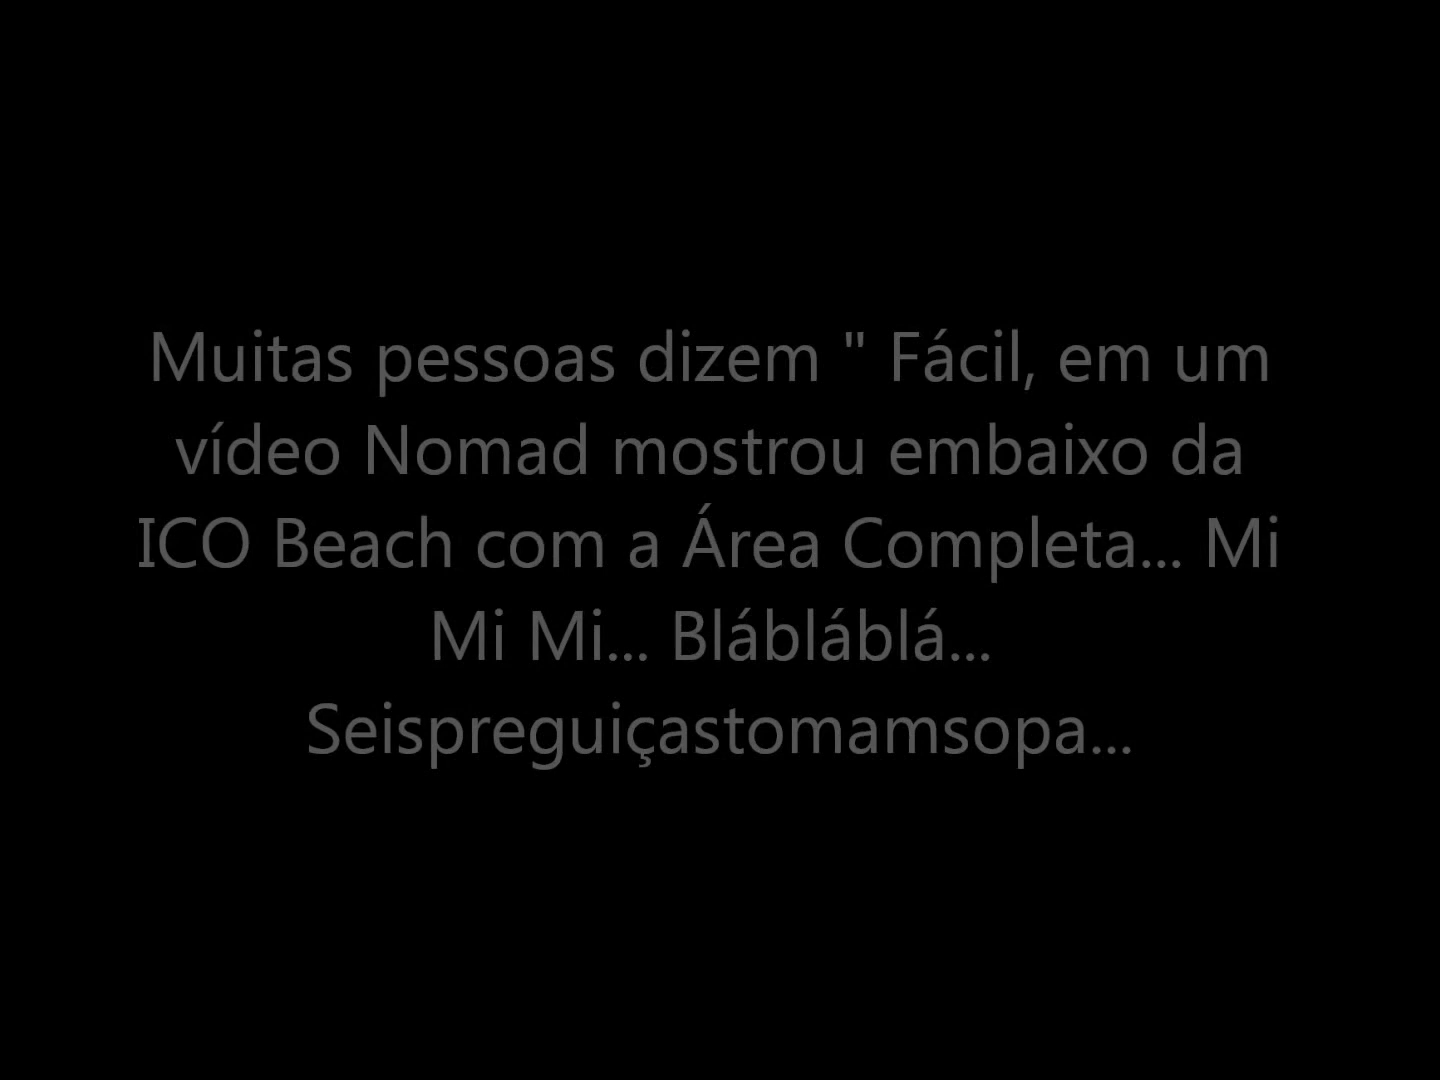 Muitas pessoas dizem " Fácil, em um
vídeo Nomad mostrou embaixo da
ICO Beach com a Área Completa... Mi
Mi Mi... Blábláblá...
Seispreguiçastomamsopa...